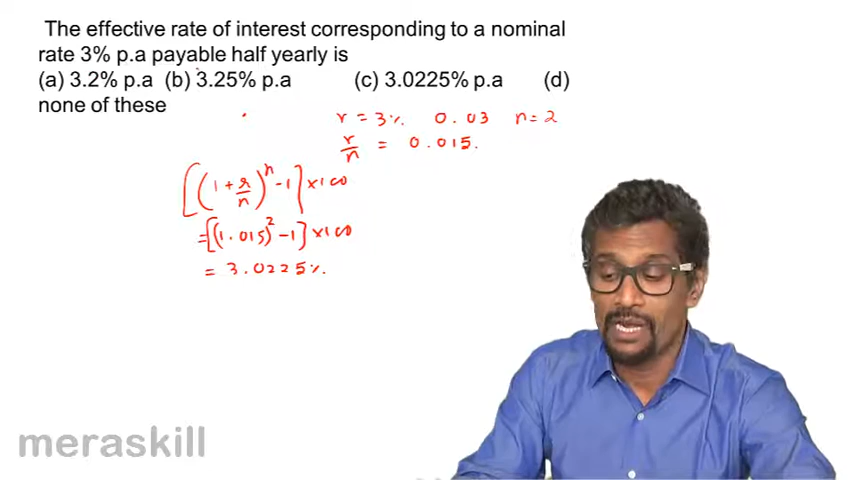 The effective rate of interest corresponding to a nominal
rate 3% p.a payable half yearly is
(a) 3.2% p.a (b) 3.25% p.a (c) 3.0225% p.a (d)
none of these
r = 3% 0.03 n = 2
r/n = 0.015.
[(1 + r/n)^n - 1] × 100
= [(1.015)^2 - 1] × 100
= 3.0225%.
meraskill